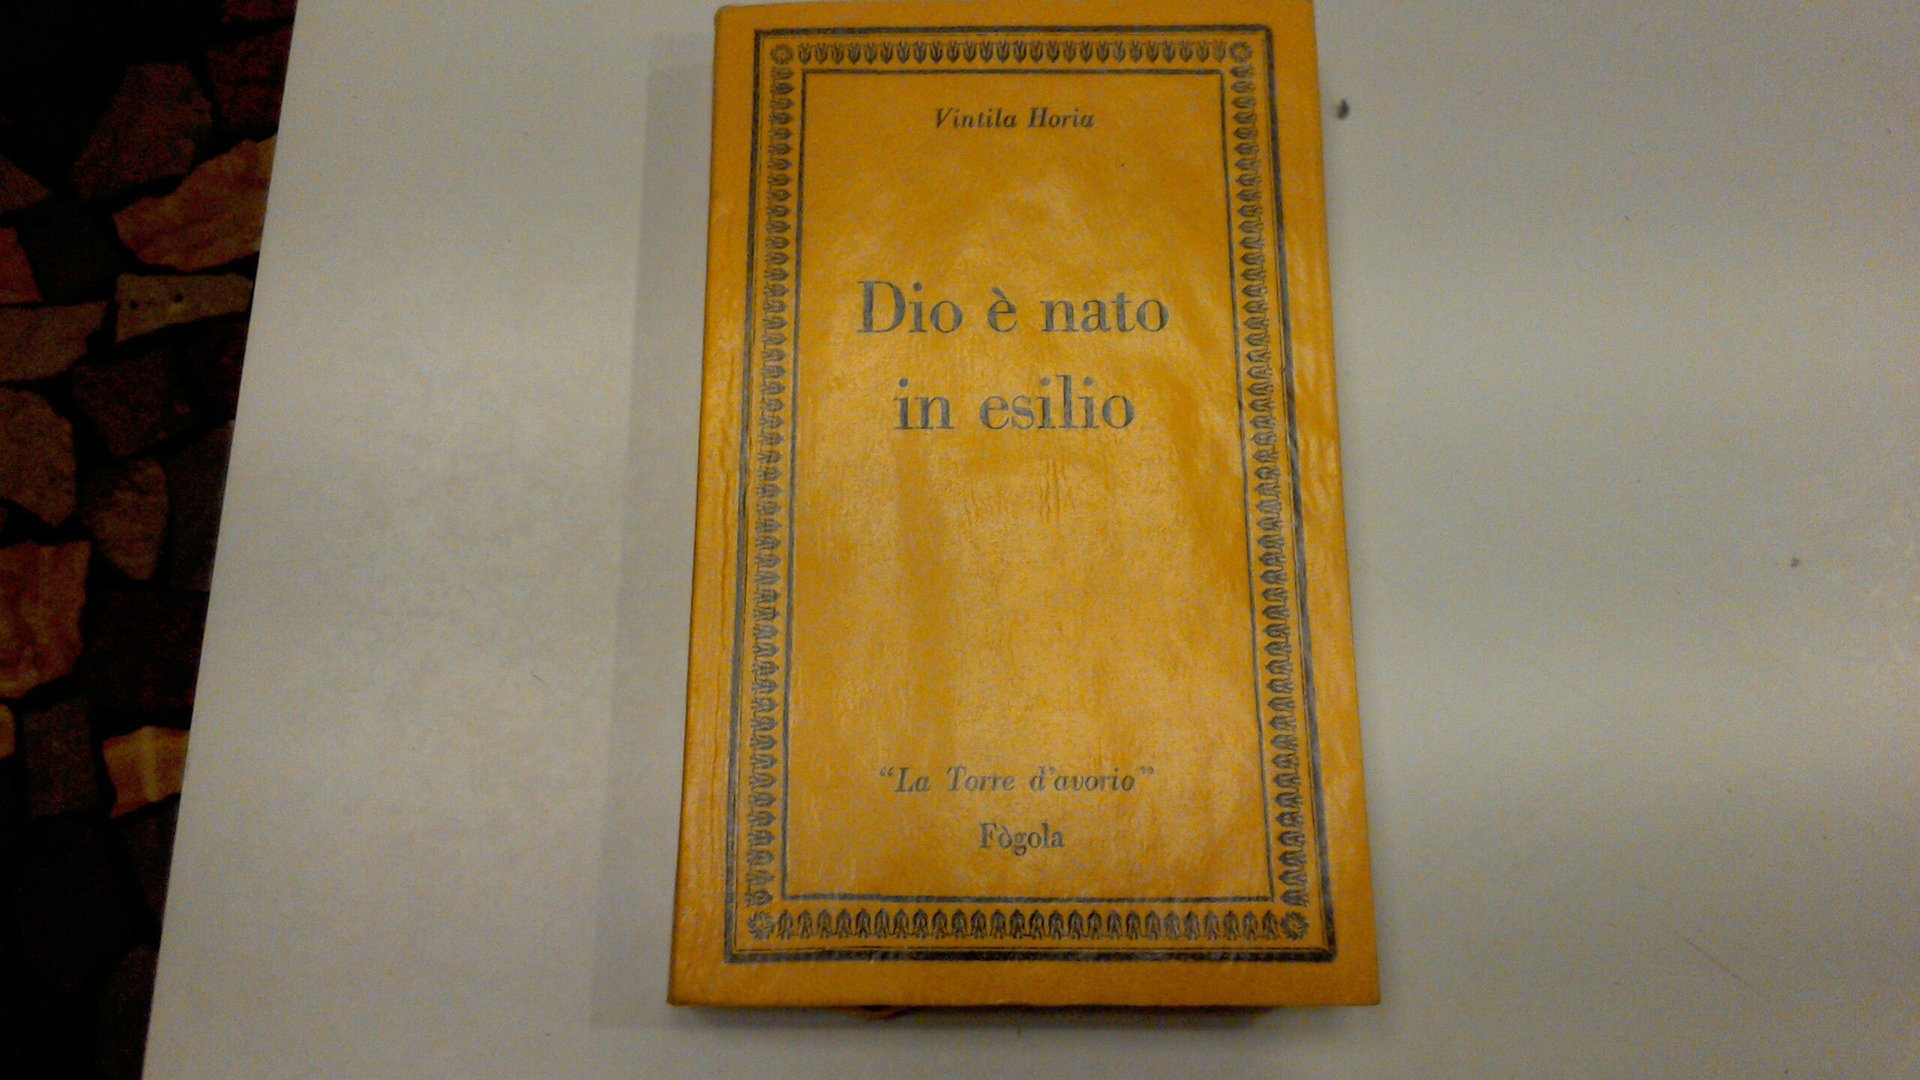 Vintila Horia
Dio è nato
in esilio
“La Torre d’avorio”
Fògola